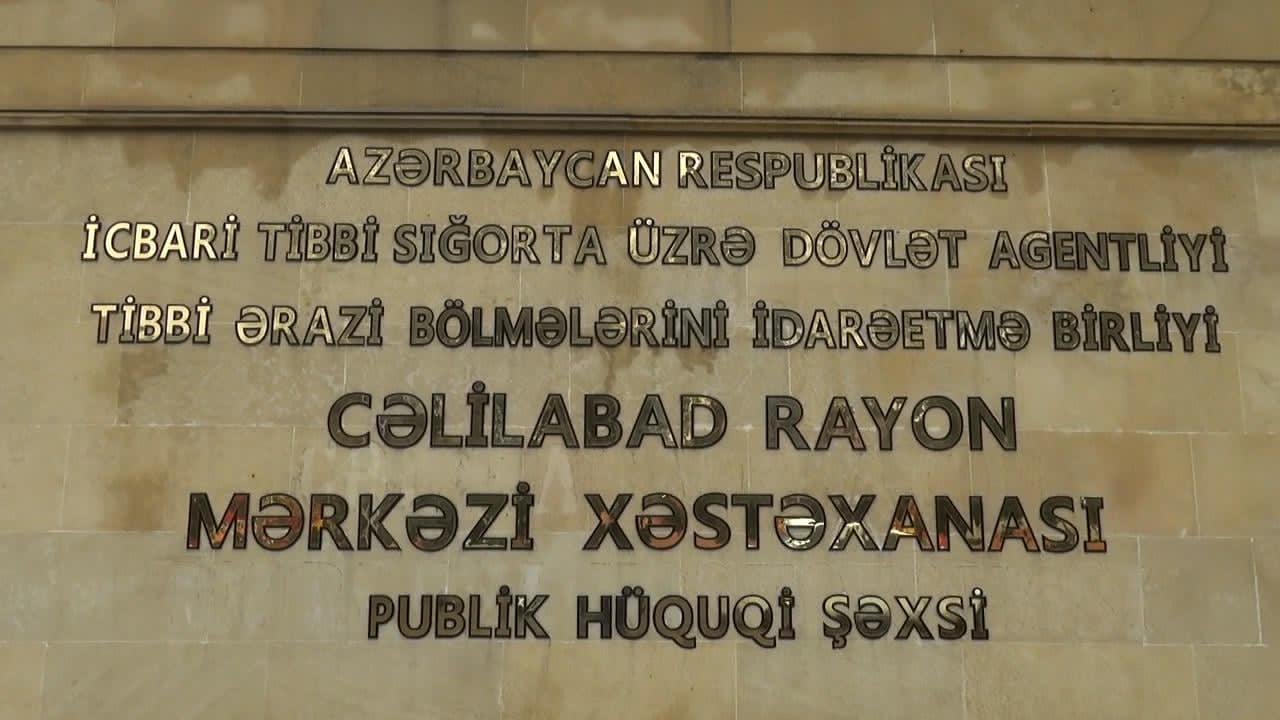 AZƏRBAYCAN RESPUBLİKASI
İCBARİ TİBBİ SIĞORTA ÜZRƏ DÖVLƏT AGENTLİYİ
TİBBİ ƏRAZİ BÖLMƏLƏRİNİ İDARƏETMƏ BİRLİYİ
CƏLİLABAD RAYON
MƏRKƏZİ XƏSTƏXANASI
PUBLİK HÜQUQİ ŞƏXSİ